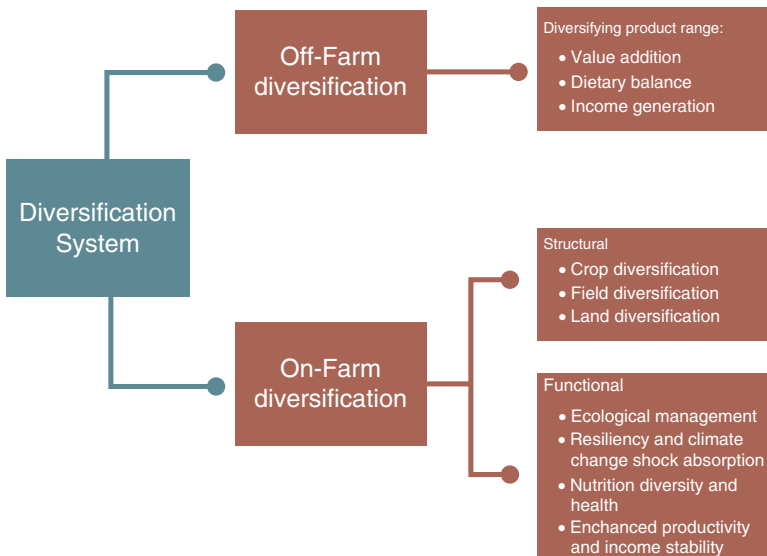 Diversification
System
Off-Farm
diversification
Diversifying product range:
• Value addition
• Dietary balance
• Income generation
On-Farm
diversification
Structural
• Crop diversification
• Field diversification
• Land diversification
Functional
• Ecological management
• Resiliency and climate
change shock absorption
• Nutrition diversity and
health
• Enchanced productivity
and income stability